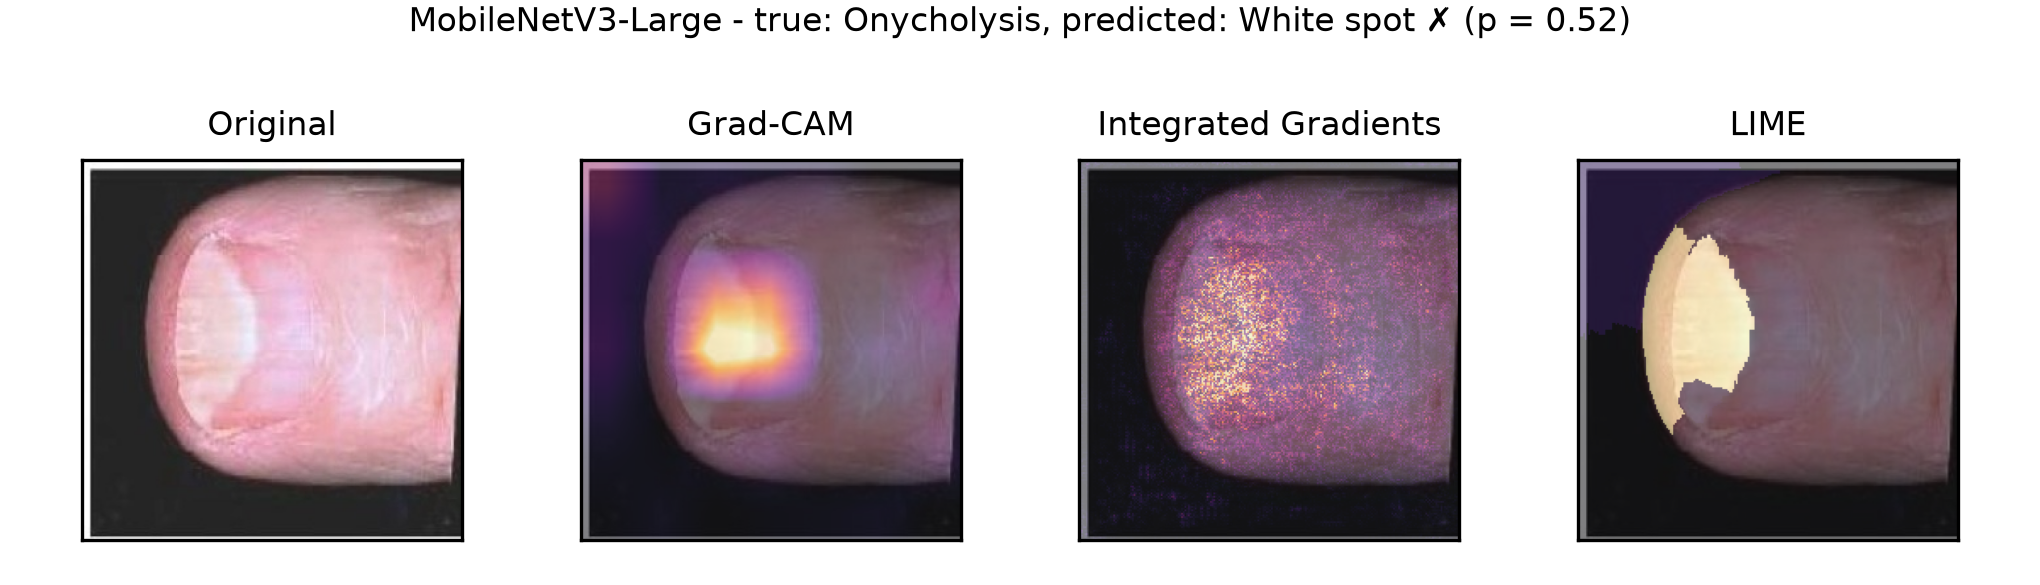 MobileNetV3-Large - true: Onycholysis, predicted: White spot ✗ (p = 0.52)
Original
Grad-CAM
Integrated Gradients
LIME